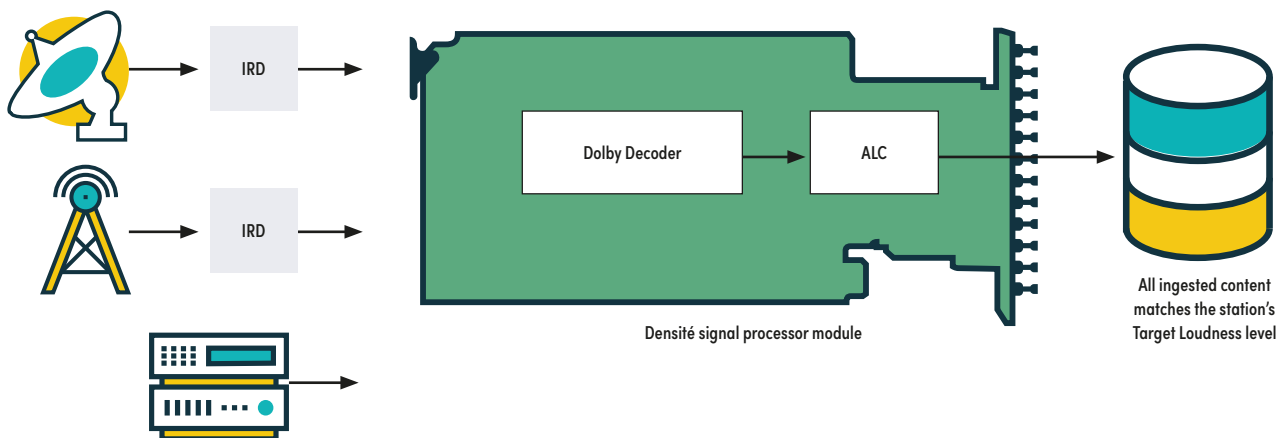 IRD
Dolby Decoder
ALC
IRD
All ingested content
matches the station's
Target Loudness level
Densité signal processor module